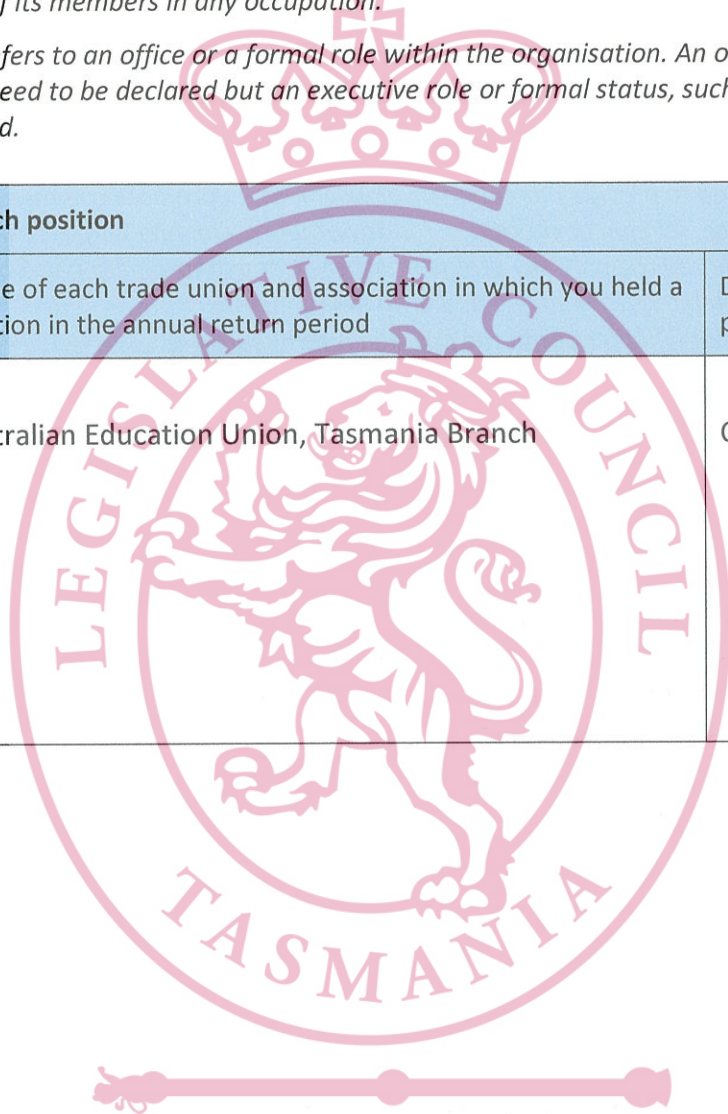 its members in any occupation.
fers to an office or a formal role within the organisation. An o
eed to be declared but an executive role or formal status, such
d.
ch position
e of each trade union and association in which you held a
tion in the annual return period
D
p
tralian Education Union, Tasmania Branch
LEGISLATIVE COUNCIL
TASMANIA